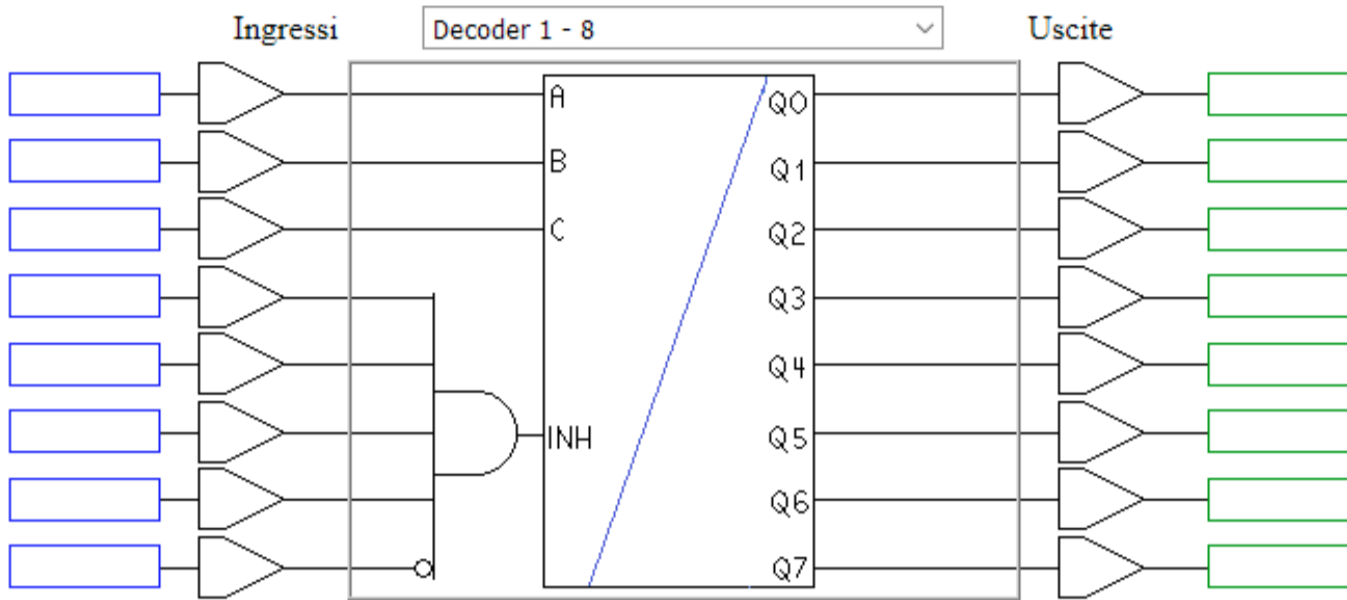 Ingressi Decoder 1 - 8 Uscite
A Q0
B Q1
C Q2
Q3
Q4
INH Q5
Q6
Q7